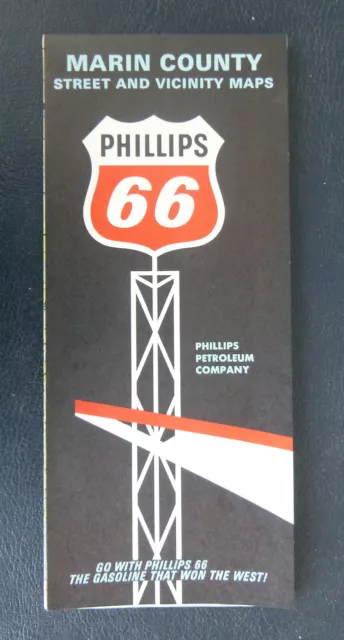 MARIN COUNTY
STREET AND VICINITY MAPS
PHILLIPS
66
PHILLIPS
PETROLEUM
COMPANY
GO WITH PHILLIPS 66
THE GASOLINE THAT WON THE WEST!